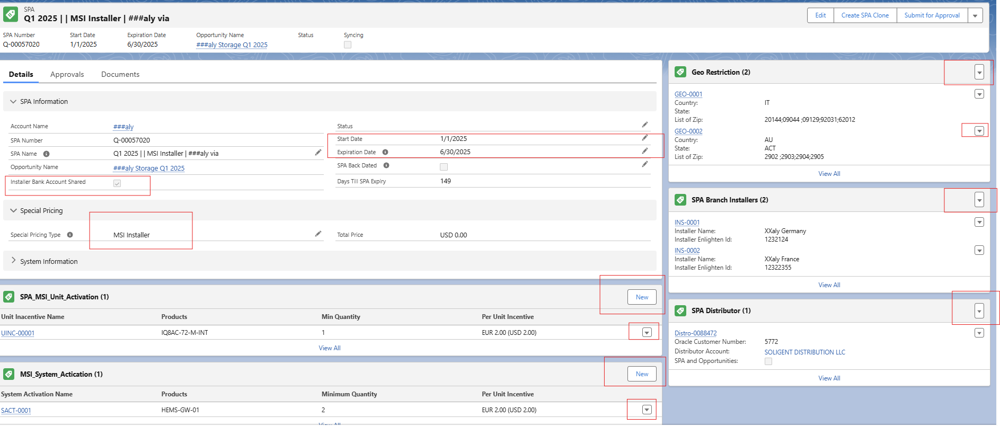 SPA
Q1 2025 | | MSI Installer | ###aly via
Edit
Create SPA Clone
Submit for Approval
SPA Number
Start Date
Expiration Date
Opportunity Name
Status
Syncing
Q-00057020
1/1/2025
6/30/2025
###aly Storage Q1 2025
Details
Approvals
Documents
SPA Information
Account Name
###aly
SPA Number
Q-00057020
SPA Name
Q1 2025 | | MSI Installer | ###aly via
Opportunity Name
###aly Storage Q1 2025
Installer Bank Account Shared
Status
Start Date
1/1/2025
Expiration Date
6/30/2025
SPA Back Dated
Days Till SPA Expiry
149
Special Pricing
Special Pricing Type
MSI Installer
Total Price
USD 0.00
System Information
SPA_MSI_Unit_Activation (1)
New
Unit Inacentive Name
Products
Min Quantity
Per Unit Incentive
UINC-00001
IQ8AC-72-M-INT
1
EUR 2.00 (USD 2.00)
View All
MSI_System_Actication (1)
New
System Activation Name
Products
Minimum Quantity
Per Unit Incentive
SACT-0001
HEMS-GW-01
2
EUR 2.00 (USD 2.00)
View All
Geo Restriction (2)
GEO-0001
Country:
IT
State:
List of Zip:
20144;09044 ;09129;92031;62012
GEO-0002
Country:
AU
State:
ACT
List of Zip:
2902 ;2903;2904;2905
View All
SPA Branch Installers (2)
INS-0001
Installer Name:
XXaly Germany
Installer Enlighten Id:
1232124
INS-0002
Installer Name:
XXaly France
Installer Enlighten Id:
12322355
View All
SPA Distributor (1)
Distro-0088472
Oracle Customer Number:
5772
Distributor Account:
SOLIGENT DISTRIBUTION LLC
SPA and Opportunities:
View All